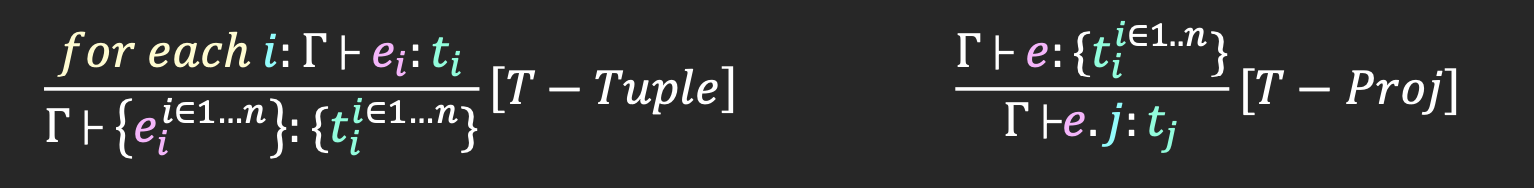 for each i: Γ ⊢ eᵢ: tᵢ
Γ ⊢ {eᵢ^{i∈1…n}}: {tᵢ^{i∈1…n}} [T − Tuple]
Γ ⊢ e: {tᵢ^{i∈1..n}}
Γ ⊢e. j: tⱼ [T − Proj]